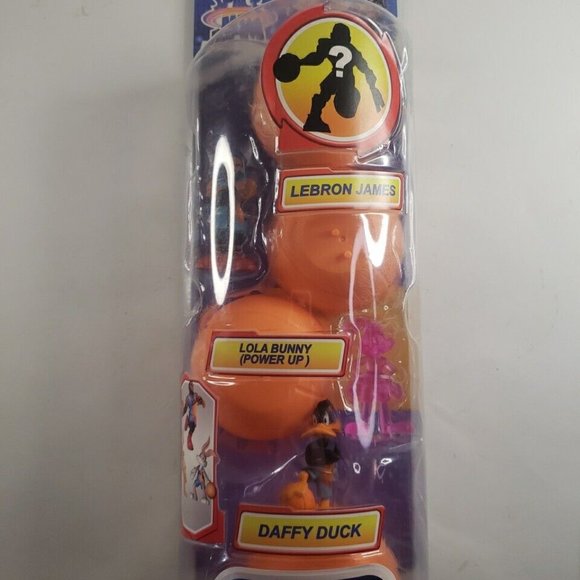 ?
LEBRON JAMES
LOLA BUNNY
(POWER UP)
DAFFY DUCK